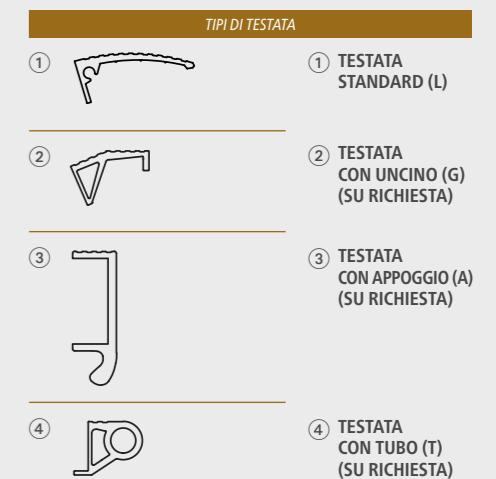 TIPI DI TESTATA
1
1 TESTATA
STANDARD (L)
2
2 TESTATA
CON UNCINO (G)
(SU RICHIESTA)
3
3 TESTATA
CON APPOGGIO (A)
(SU RICHIESTA)
4
4 TESTATA
CON TUBO (T)
(SU RICHIESTA)